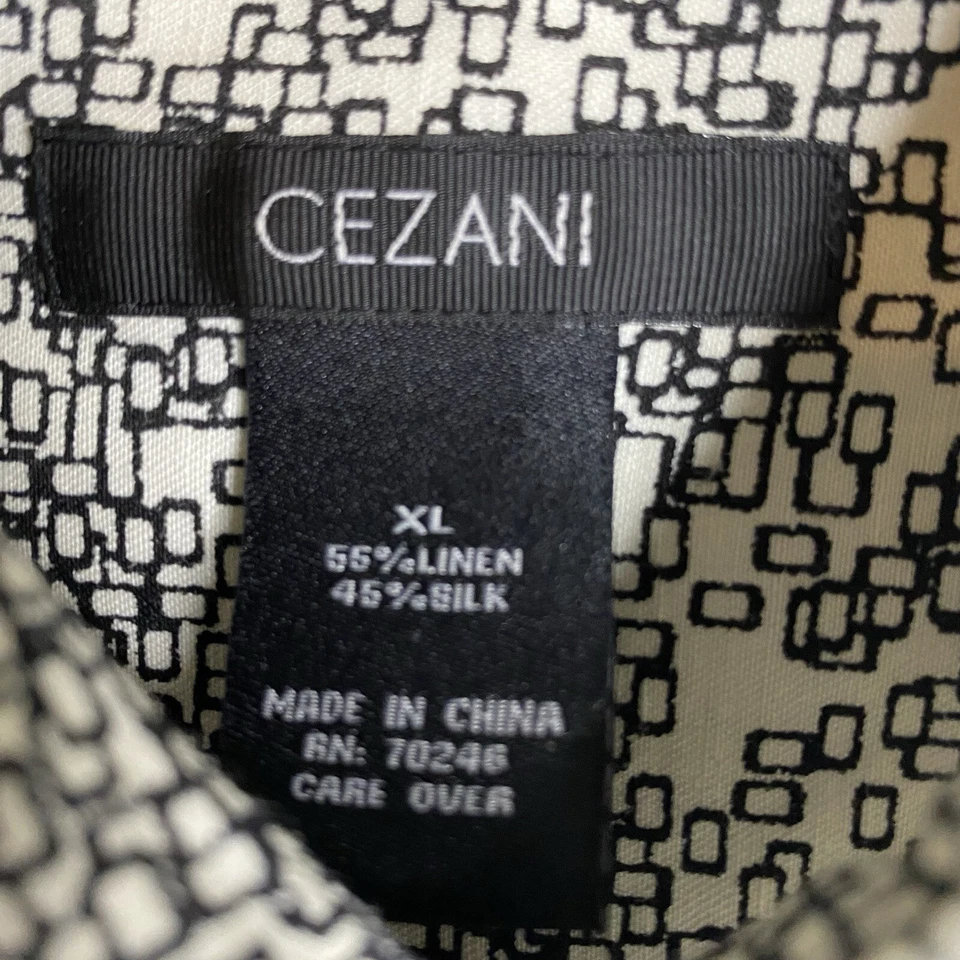 CEZANI
XL
55%LINEN
45%SILK
MADE IN CHINA
RN: 70246
CARE OVER